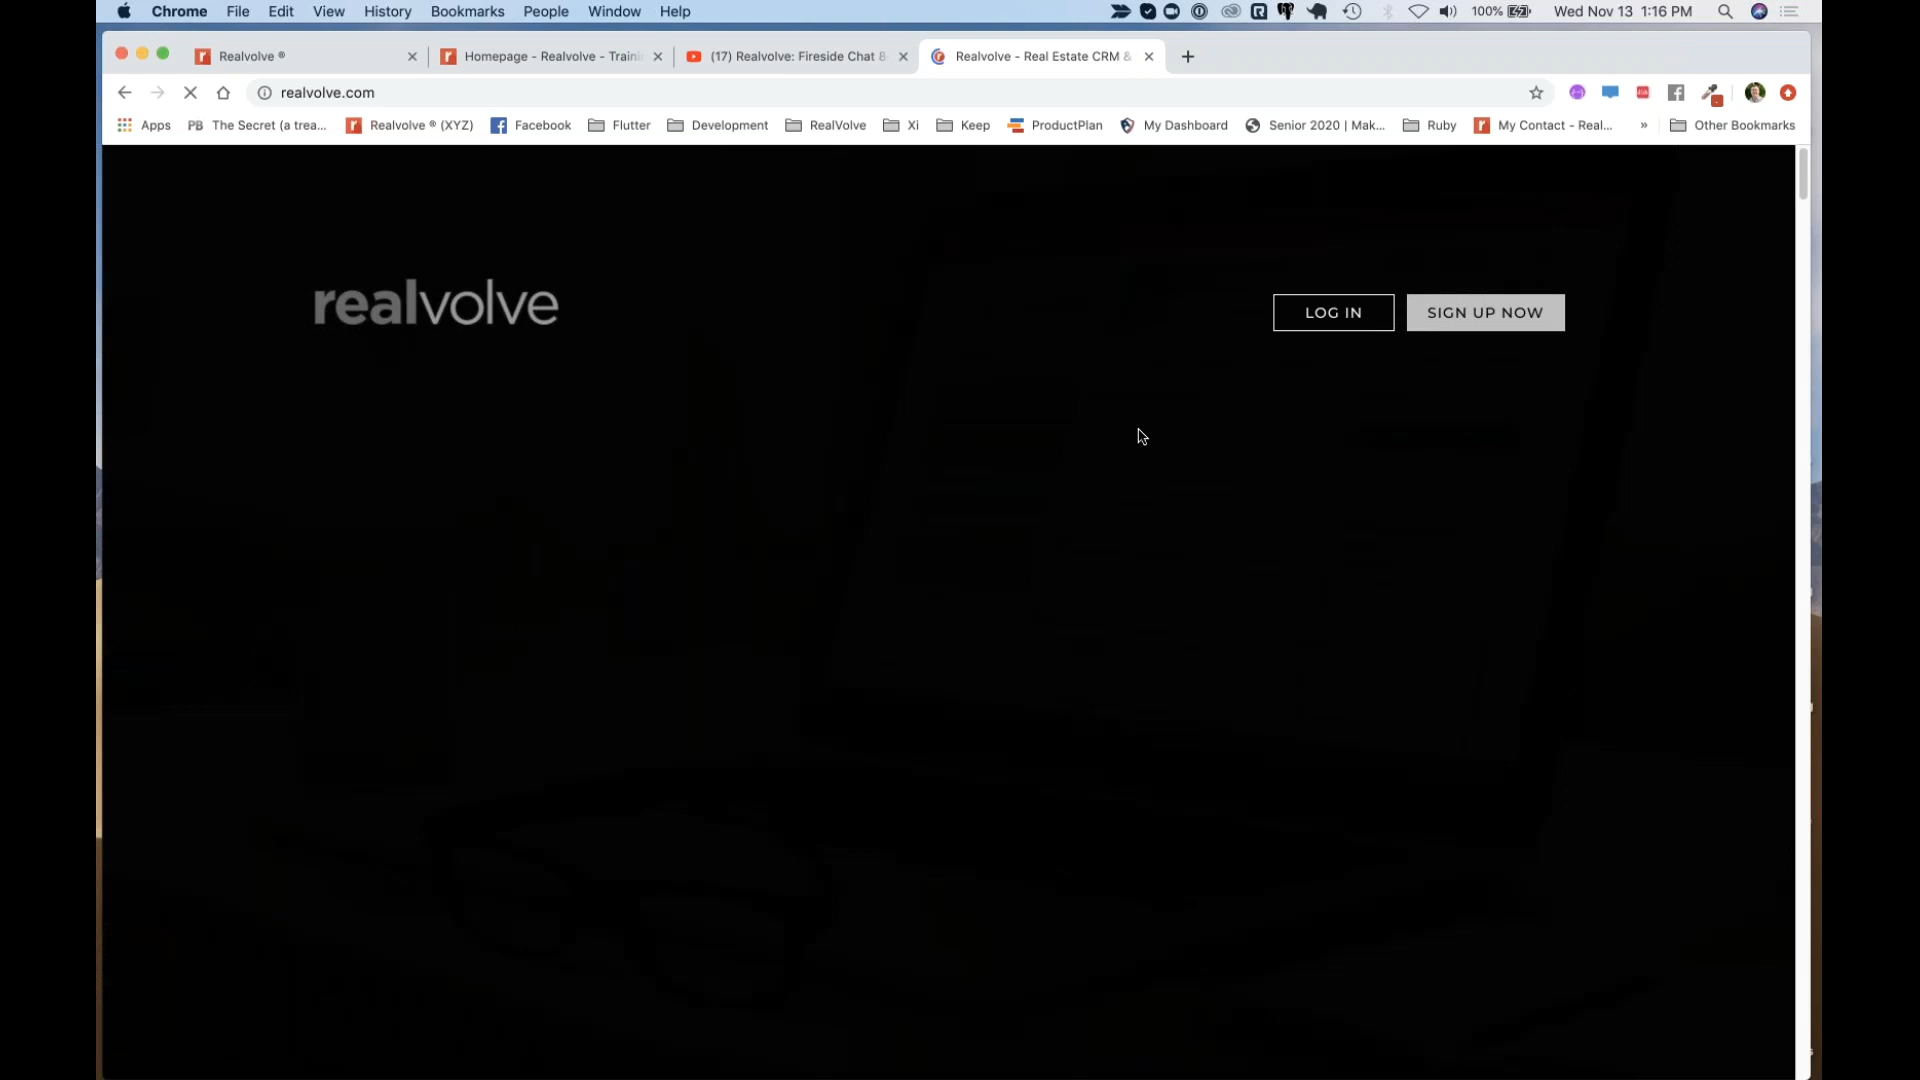 Chrome File Edit View History Bookmarks People Window Help 100% Wed Nov 13 1:16 PM
Realvolve ® Homepage - Realvolve - Traini (17) Realvolve: Fireside Chat 8 Realvolve - Real Estate CRM &
realvolve.com
Apps PB The Secret (a trea... Realvolve ® (XYZ) Facebook Flutter Development RealVolve Xi Keep ProductPlan My Dashboard Senior 2020 | Mak... Ruby My Contact - Real... » Other Bookmarks
realvolve LOG IN SIGN UP NOW